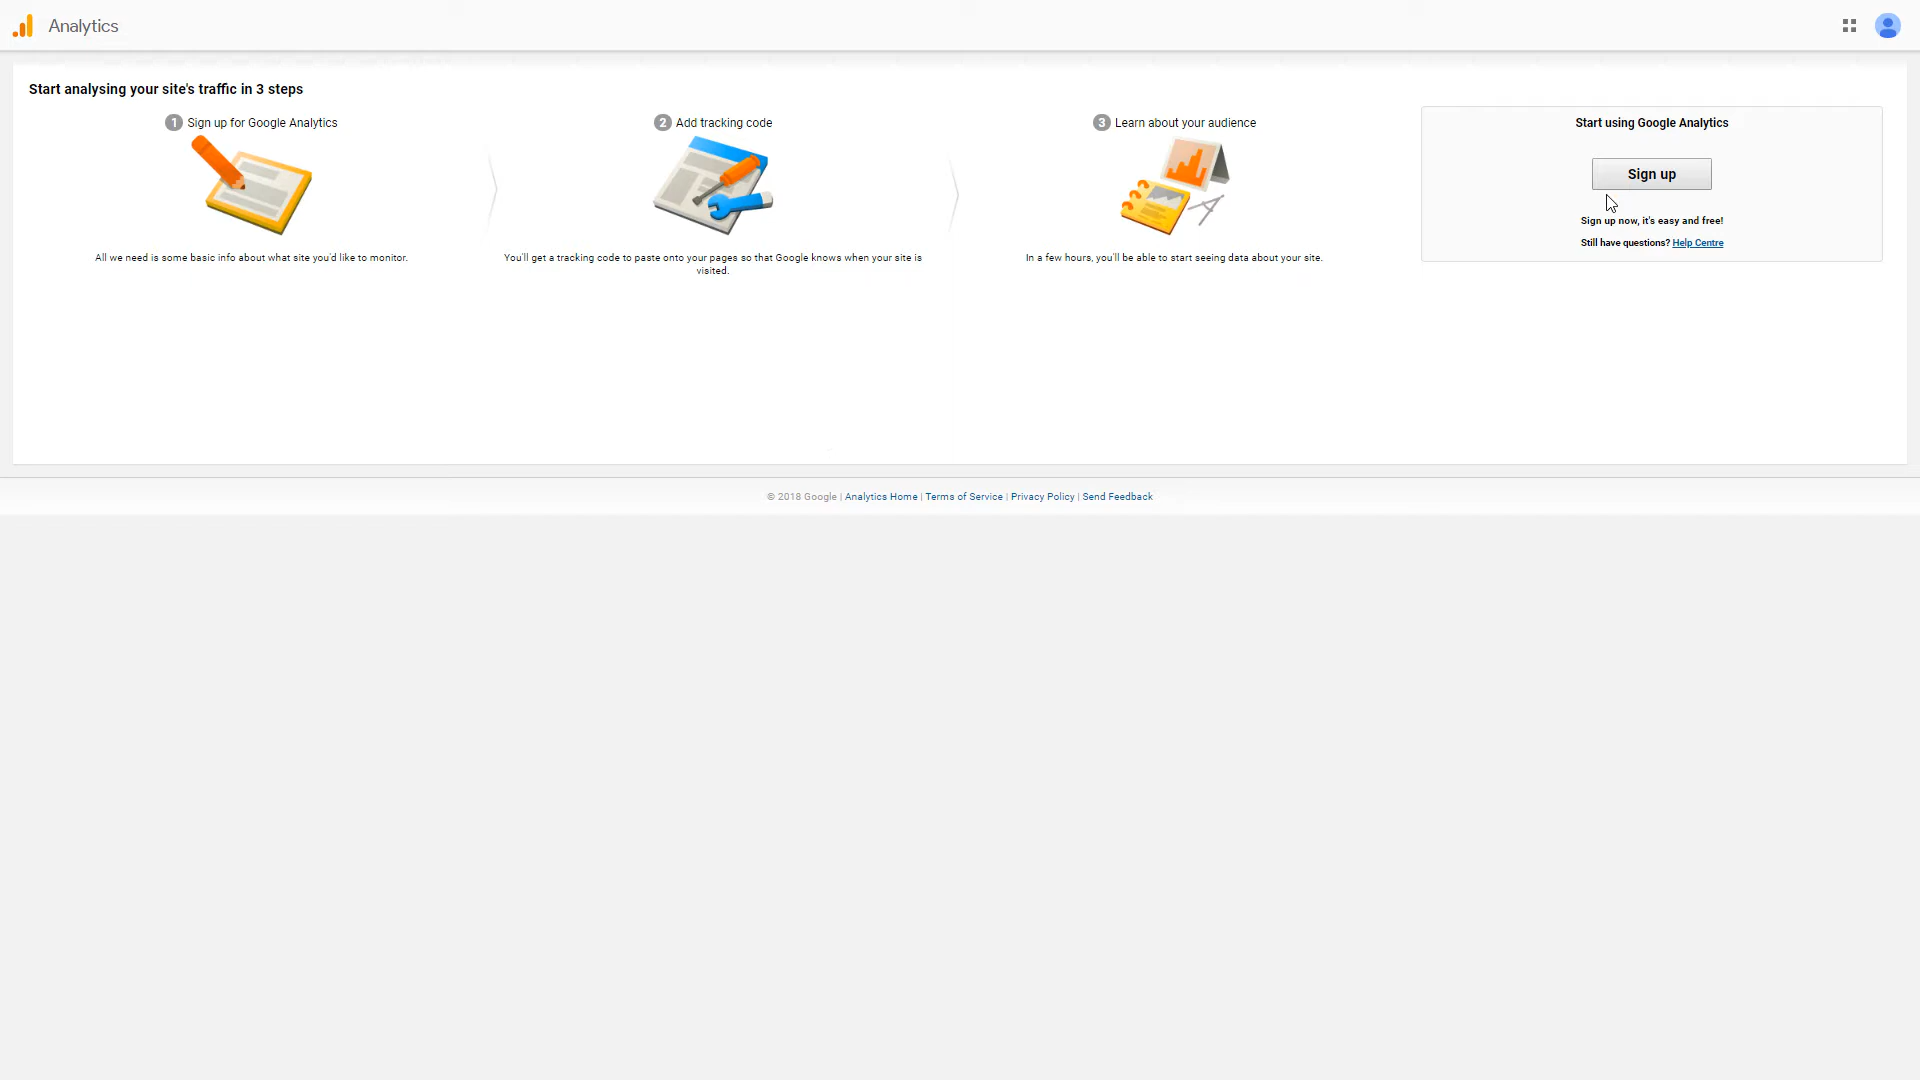 Analytics
Start analysing your site's traffic in 3 steps
1 Sign up for Google Analytics
All we need is some basic info about what site you'd like to monitor.
2 Add tracking code
You'll get a tracking code to paste onto your pages so that Google knows when your site is
visited.
3 Learn about your audience
In a few hours, you'll be able to start seeing data about your site.
Start using Google Analytics
Sign up
Sign up now, it's easy and free!
Still have questions? Help Centre
© 2018 Google | Analytics Home | Terms of Service | Privacy Policy | Send Feedback